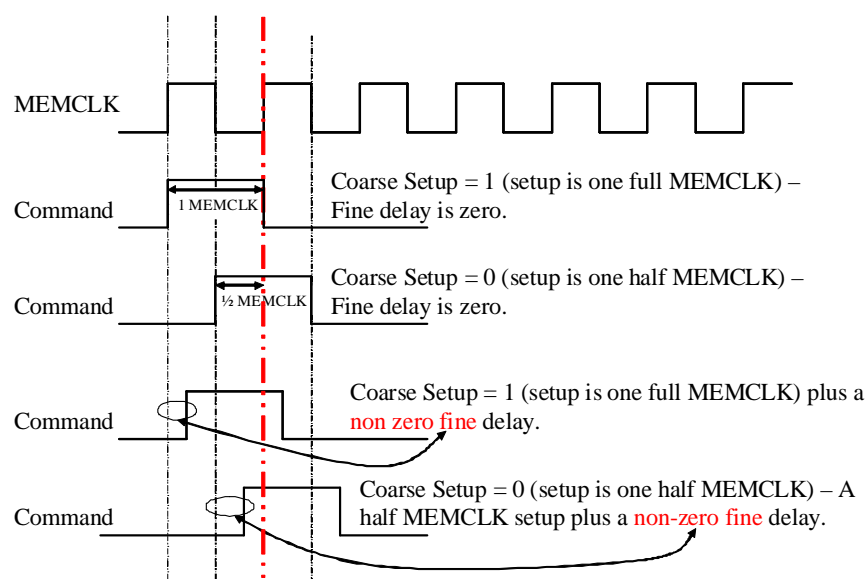 MEMCLK
Command
1 MEMCLK
Coarse Setup = 1 (setup is one full MEMCLK) –
Fine delay is zero.
Command
½ MEMCLK
Coarse Setup = 0 (setup is one half MEMCLK) –
Fine delay is zero.
Command
Coarse Setup = 1 (setup is one full MEMCLK) plus a
non zero fine delay.
Command
Coarse Setup = 0 (setup is one half MEMCLK) – A
half MEMCLK setup plus a non-zero fine delay.